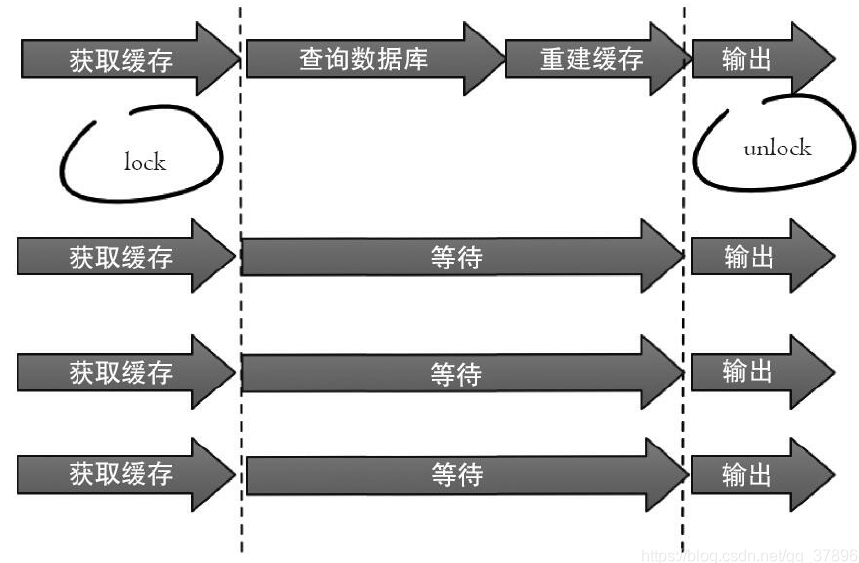 获取缓存 查询数据库 重建缓存 输出
lock unlock
获取缓存 等待 输出
获取缓存 等待 输出
获取缓存 等待 输出
https://blog.csdn.net/qq_37896